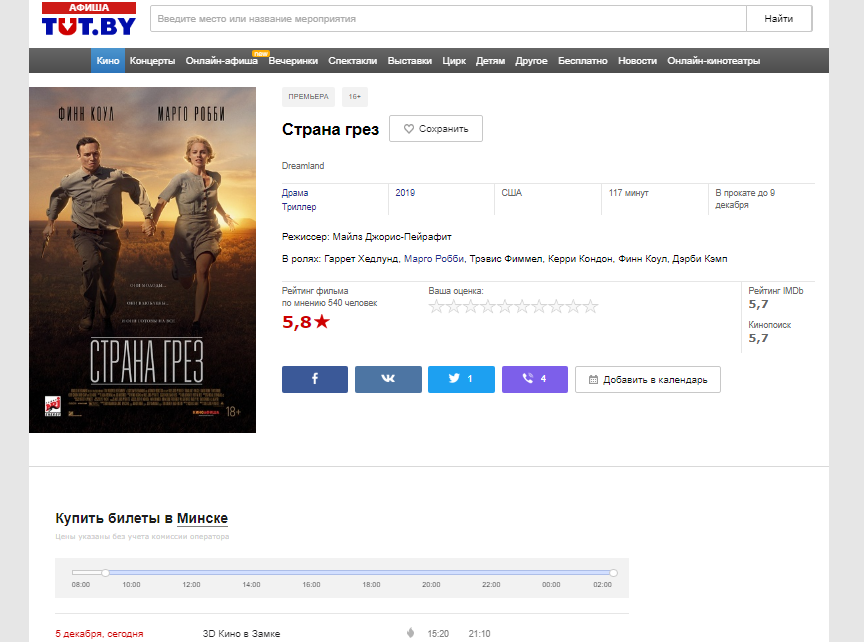 АФИША
TUT.BY
Введите место или название мероприятия
Найти
Кино Концерты Онлайн-афиша new Вечеринки Спектакли Выставки Цирк Детям Другое Бесплатно Новости Онлайн-кинотеатры
ФИНН КОУЛ МАРГО РОББИ
СТРАНА ГРЕЗ
18+
ПРЕМЬЕРА 16+
Страна грез Сохранить
Dreamland
Драма 2019 США 117 минут В прокате до 9
Триллер декабря
Режиссер: Майлз Джорис-Пейрафит
В ролях: Гаррет Хедлунд, Марго Робби, Трэвис Фиммел, Керри Кондон, Финн Коул, Дэрби Кэмп
Рейтинг фильма
по мнению 540 человек
5,8
Ваша оценка:
Рейтинг IMDb
5,7
Кинопоиск
5,7
1 4 Добавить в календарь
Купить билеты в Минске
Цены указаны без учета комиссии оператора
08:00 10:00 12:00 14:00 16:00 18:00 20:00 22:00 00:00 02:00
5 декабря, сегодня 3D Кино в Замке 15:20 21:10